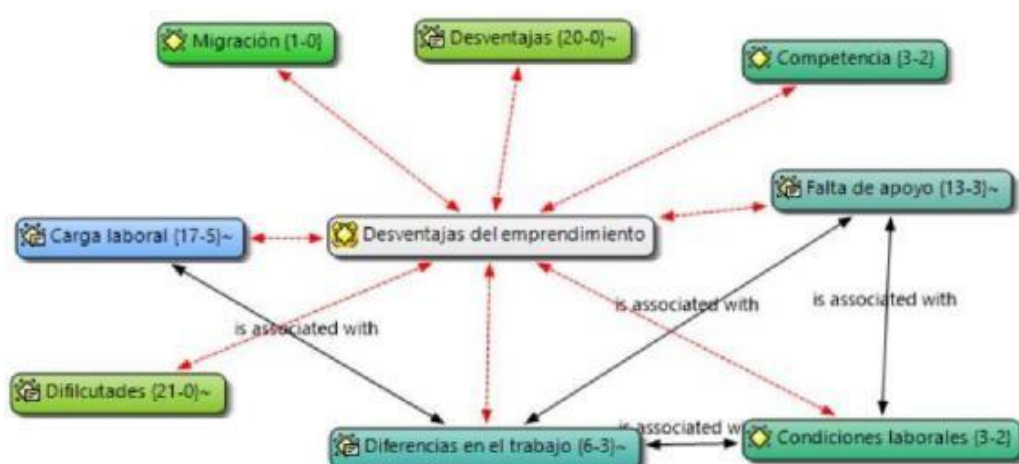 Migración {1-0}
Desventajas {20-0}~
Competencia {3-2}
Falta de apoyo {13-3}~
Carga laboral {17-5}~
Desventajas del emprendimiento
is associated with
is associated with
is associated with
Difilcutades {21-0}~
is associated w
Diferencias en el trabajo {6-3}~
Condiciones laborales {3-2}